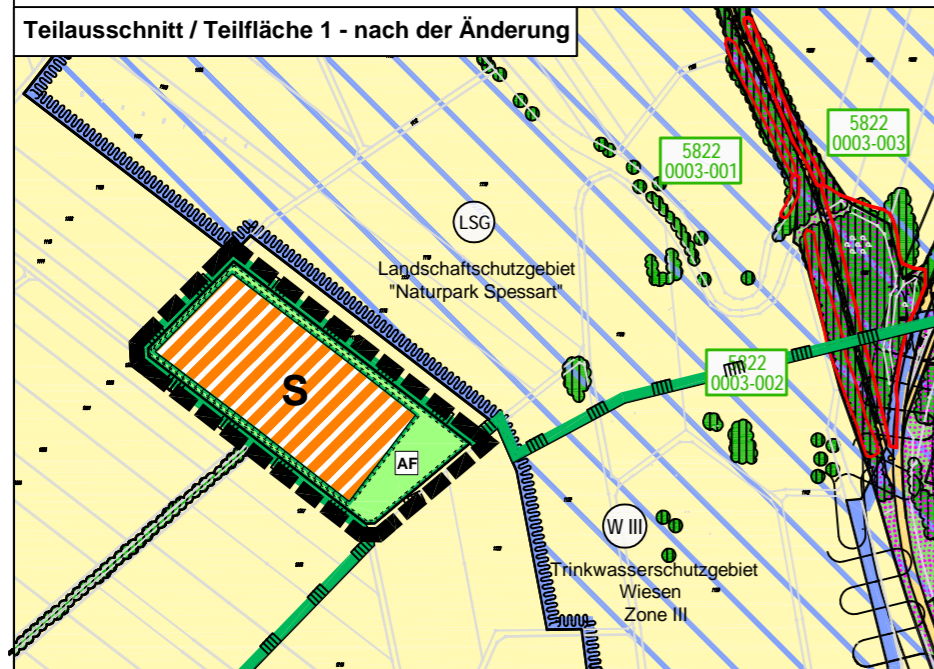 Teilausschnitt / Teilfläche 1 - nach der Änderung
5822
0003-001
5822
0003-003
LSG
Landschaftschutzgebiet
"Naturpark Spessart"
5822
0003-002
S
AF
W III
Trinkwasserschutzgebiet
Wiesen
Zone III